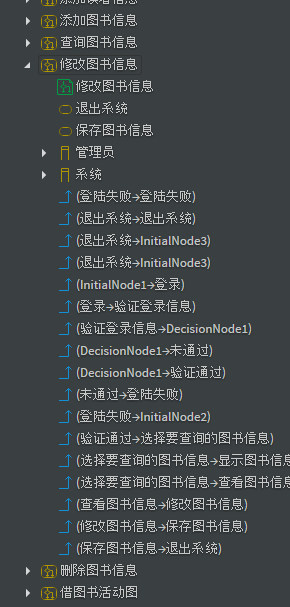 添加读者信息
添加图书信息
查询图书信息
修改图书信息
修改图书信息
退出系统
保存图书信息
管理员
系统
(登陆失败→登陆失败)
(退出系统→退出系统)
(退出系统→InitialNode3)
(退出系统→InitialNode3)
(InitialNode1→登录)
(登录→验证登录信息)
(验证登录信息→DecisionNode1)
(DecisionNode1→未通过)
(DecisionNode1→验证通过)
(未通过→登陆失败)
(登陆失败→InitialNode2)
(验证通过→选择要查询的图书信息)
(选择要查询的图书信息→显示图书信息
(选择要查询的图书信息→查看图书信息
(查看图书信息→修改图书信息)
(修改图书信息→保存图书信息)
(保存图书信息→退出系统)
删除图书信息
借图书活动图